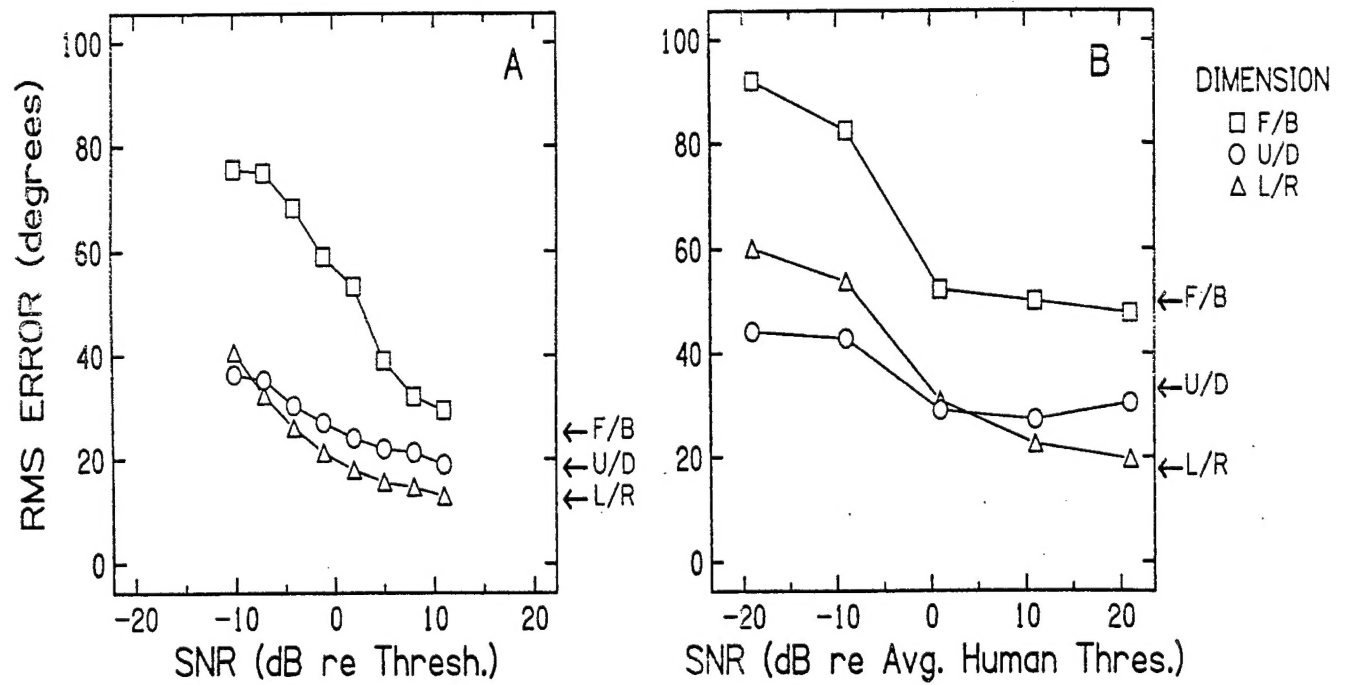 A
RMS ERROR (degrees)
100
80
60
40
20
0
-20 -10 0 10 20
SNR (dB re Thresh.)
←F/B
←U/D
←L/R
B
100
80
60
40
20
0
-20 -10 0 10 20
SNR (dB re Avg. Human Thres.)
←F/B
←U/D
←L/R
DIMENSION
□ F/B
○ U/D
△ L/R